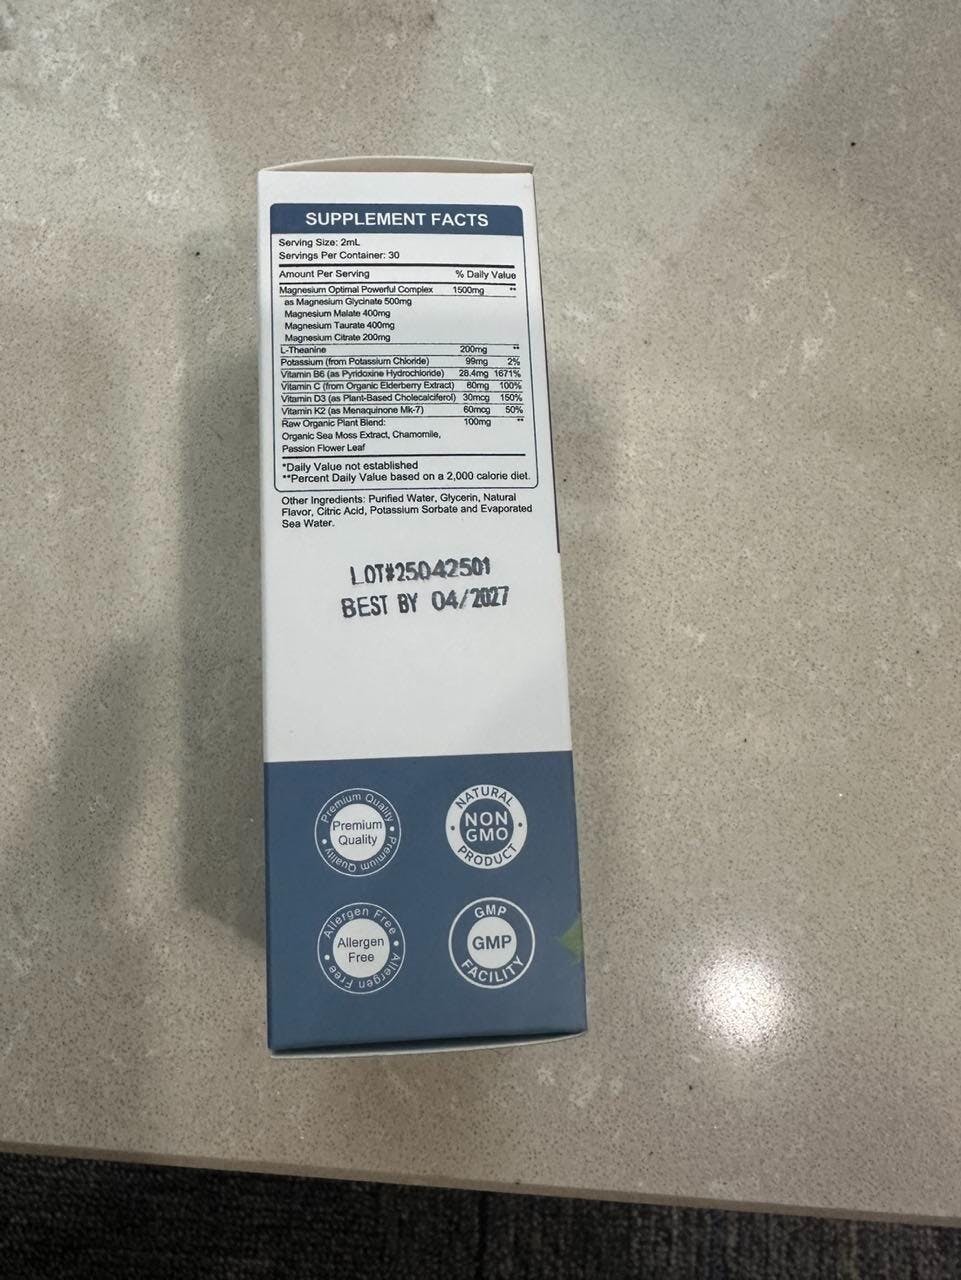 SUPPLEMENT FACTS
Serving Size: 2mL
Servings Per Container: 30
Amount Per Serving % Daily Value
Magnesium Optimal Powerful Complex 1500mg **
as Magnesium Glycinate 500mg
Magnesium Malate 400mg
Magnesium Taurate 400mg
Magnesium Citrate 200mg
L-Theanine 200mg **
Potassium (from Potassium Chloride) 99mg 2%
Vitamin B6 (as Pyridoxine Hydrochloride) 28.4mg 1671%
Vitamin C (from Organic Elderberry Extract) 60mg 100%
Vitamin D3 (as Plant-Based Cholecalciferol) 30mcg 150%
Vitamin K2 (as Menaquinone Mk-7) 60mcg 50%
Raw Organic Plant Blend: 100mg **
Organic Sea Moss Extract, Chamomile,
Passion Flower Leaf
*Daily Value not established
**Percent Daily Value based on a 2,000 calorie diet.
Other Ingredients: Purified Water, Glycerin, Natural
Flavor, Citric Acid, Potassium Sorbate and Evaporated
Sea Water.
LOT#25042501
BEST BY 04/2027
Premium Quality • Premium Quality •
Premium
Quality
NATURAL
NON
GMO
PRODUCT
Allergen Free • Allergen Free •
Allergen
Free
GMP
GMP
FACILITY